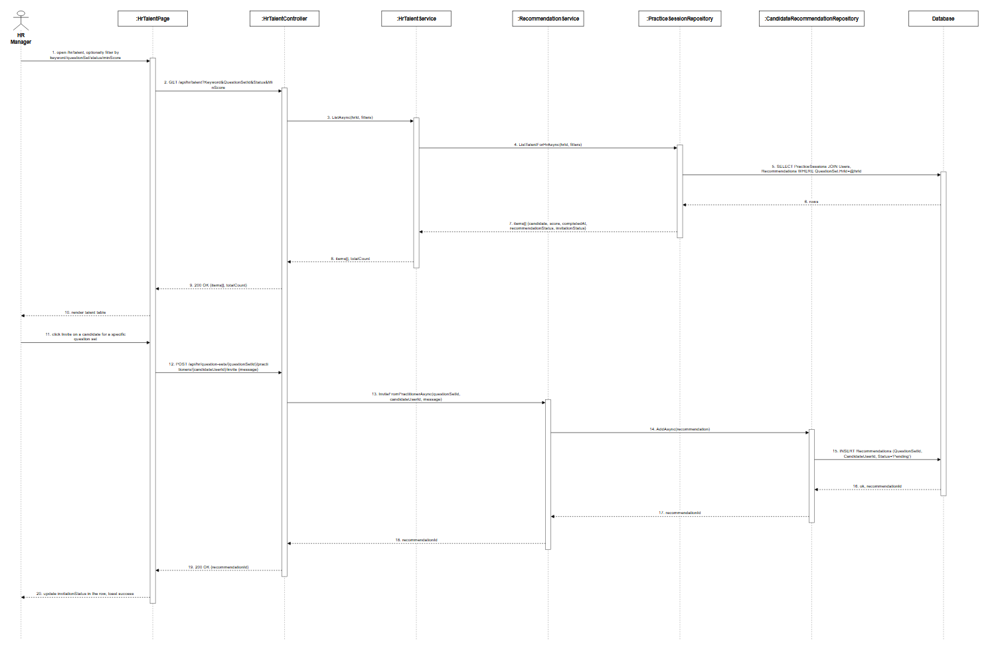 HR
Manager
:HrTalentPage
:HrTalentController
:HrTalentService
:RecommendationService
:PracticeSessionRepository
:CandidateRecommendationRepository
Database
1. open /hr/talent, optionally filter by
keyword/questionSet/status/minScore
2. GET /api/hr/talent?Keyword&QuestionSetId&Status&Mi
nScore
3. ListAsync(hrId, filters)
4. ListTalentForHrAsync(hrId, filters)
5. SELECT PracticeSessions JOIN Users,
Recommendations WHERE QuestionSet.HrId=@hrId
6. rows
7. items[] (candidate, score, completedAt,
recommendationStatus, invitationStatus)
8. items[], totalCount
9. 200 OK (items[], totalCount)
10. render talent table
11. click Invite on a candidate for a specific
question set
12. POST /api/hr/question-sets/{questionSetId}/practi
tioners/{candidateUserId}/invite (message)
13. InviteFromPractitionerAsync(questionSetId,
candidateUserId, message)
14. AddAsync(recommendation)
15. INSERT Recommendations (QuestionSetId,
CandidateUserId, Status='Pending')
16. ok, recommendationId
17. recommendationId
18. recommendationId
19. 200 OK (recommendationId)
20. update invitationStatus in the row, toast success